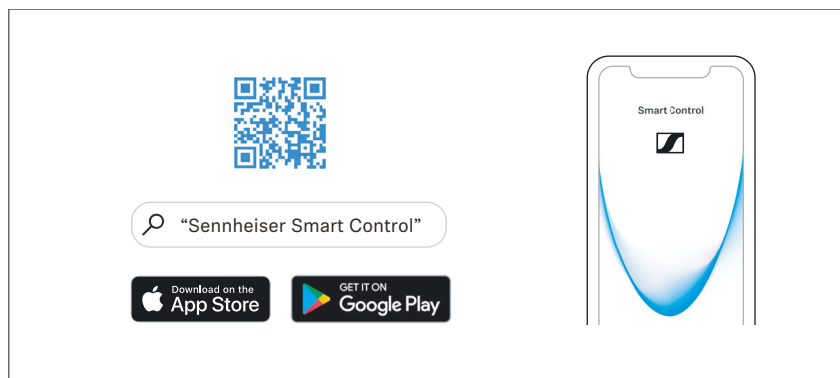 “Sennheiser Smart Control”
Download on the
App Store
GET IT ON
Google Play
Smart Control